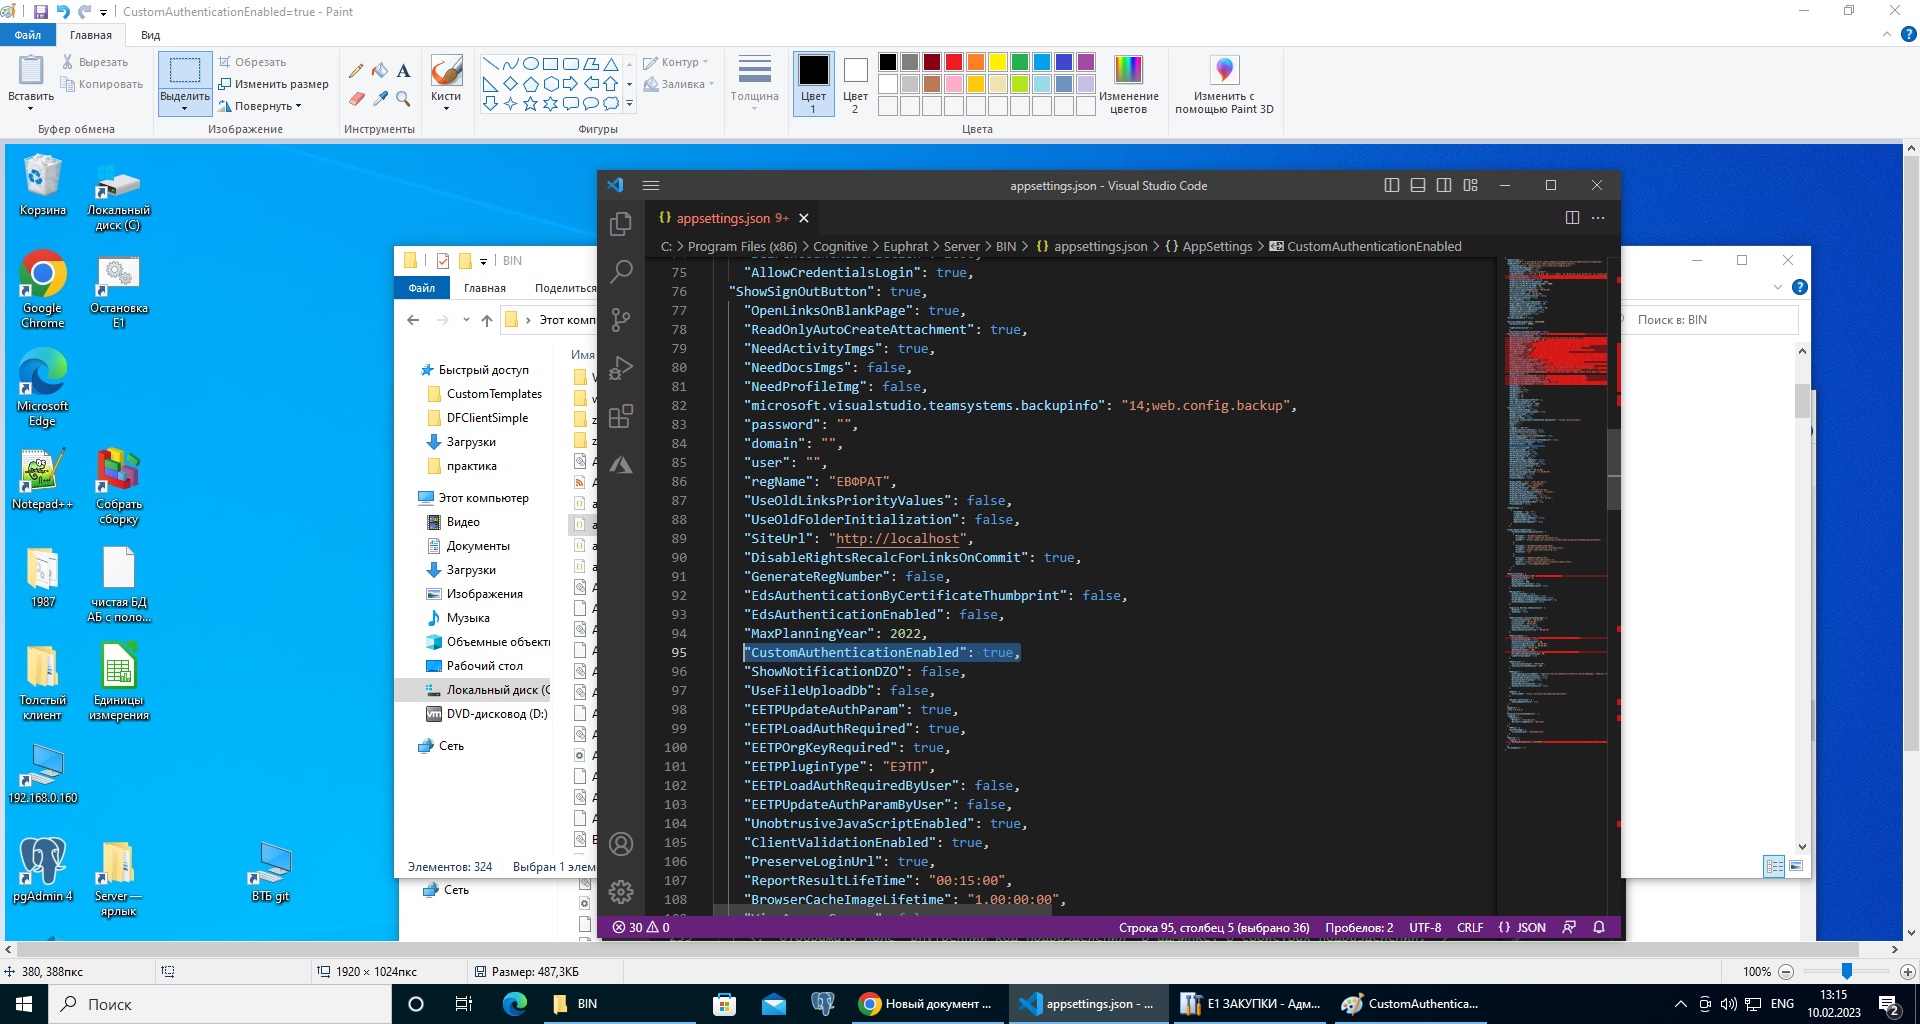 CustomAuthenticationEnabled=true - Paint
Файл
Главная
Вид
Вставить
Вырезать
Копировать
Буфер обмена
Выделить
Обрезать
Изменить размер
Повернуть
Изображение
Инструменты
Кисти
Контур
Заливка
Фигуры
Толщина
Цвет
1
Цвет
2
Изменение
цветов
Цвета
Изменить с
помощью Paint 3D
Корзина
Локальный
диск (C)
Google
Chrome
Остановка
E1
Microsoft
Edge
Notepad++
Собрать
сборку
1987
чистая БД
АБ с поло...
Толстый
клиент
Единицы
измерения
192.168.0.160
pgAdmin 4
Server —
ярлык
ВТБ git
BIN
Файл
Главная
Поделиться
Этот комп
Имя
Быстрый доступ
CustomTemplates
DFClientSimple
Загрузки
практика
Этот компьютер
Видео
Документы
Загрузки
Изображения
Музыка
Объемные объект
Рабочий стол
Локальный диск (C
DVD-дисковод (D:)
Сеть
Элементов: 324
Выбран 1 элем
Сеть
Поиск в: BIN
appsettings.json - Visual Studio Code
{} appsettings.json 9+
C: > Program Files (x86) > Cognitive > Euphrat > Server > BIN > {} appsettings.json > {} AppSettings > CustomAuthenticationEnabled
75 "AllowCredentialsLogin": true,
76 "ShowSignOutButton": true,
77 "OpenLinksOnBlankPage": true,
78 "ReadOnlyAutoCreateAttachment": true,
79 "NeedActivityImgs": true,
80 "NeedDocsImgs": false,
81 "NeedProfileImg": false,
82 "microsoft.visualstudio.teamsystems.backupinfo": "14;web.config.backup",
83 "password": "",
84 "domain": "",
85 "user": "",
86 "regName": "ЕВФРАТ",
87 "UseOldLinksPriorityValues": false,
88 "UseOldFolderInitialization": false,
89 "SiteUrl": "http://localhost",
90 "DisableRightsRecalcForLinksOnCommit": true,
91 "GenerateRegNumber": false,
92 "EdsAuthenticationByCertificateThumbprint": false,
93 "EdsAuthenticationEnabled": false,
94 "MaxPlanningYear": 2022,
95 "CustomAuthenticationEnabled": true,
96 "ShowNotificationDZO": false,
97 "UseFileUploadDb": false,
98 "EETPUpdateAuthParam": true,
99 "EETPLoadAuthRequired": true,
100 "EETPOrgKeyRequired": true,
101 "EETPPluginType": "ЕЭТП",
102 "EETPLoadAuthRequiredByUser": false,
103 "EETPUpdateAuthParamByUser": false,
104 "UnobtrusiveJavaScriptEnabled": true,
105 "ClientValidationEnabled": true,
106 "PreserveLoginUrl": true,
107 "ReportResultLifeTime": "00:15:00",
108 "BrowserCacheImageLifetime": "1.00:00:00",
30 0
Строка 95, столбец 5 (выбрано 36)
Пробелов: 2
UTF-8
CRLF
{} JSON
380, 388пкс
1920 × 1024пкс
Размер: 487,3КБ
100%
Поиск
BIN
Новый документ ...
appsettings.json - ...
E1 ЗАКУПКИ - Адм...
CustomAuthentica...
ENG
13:15
10.02.2023
2